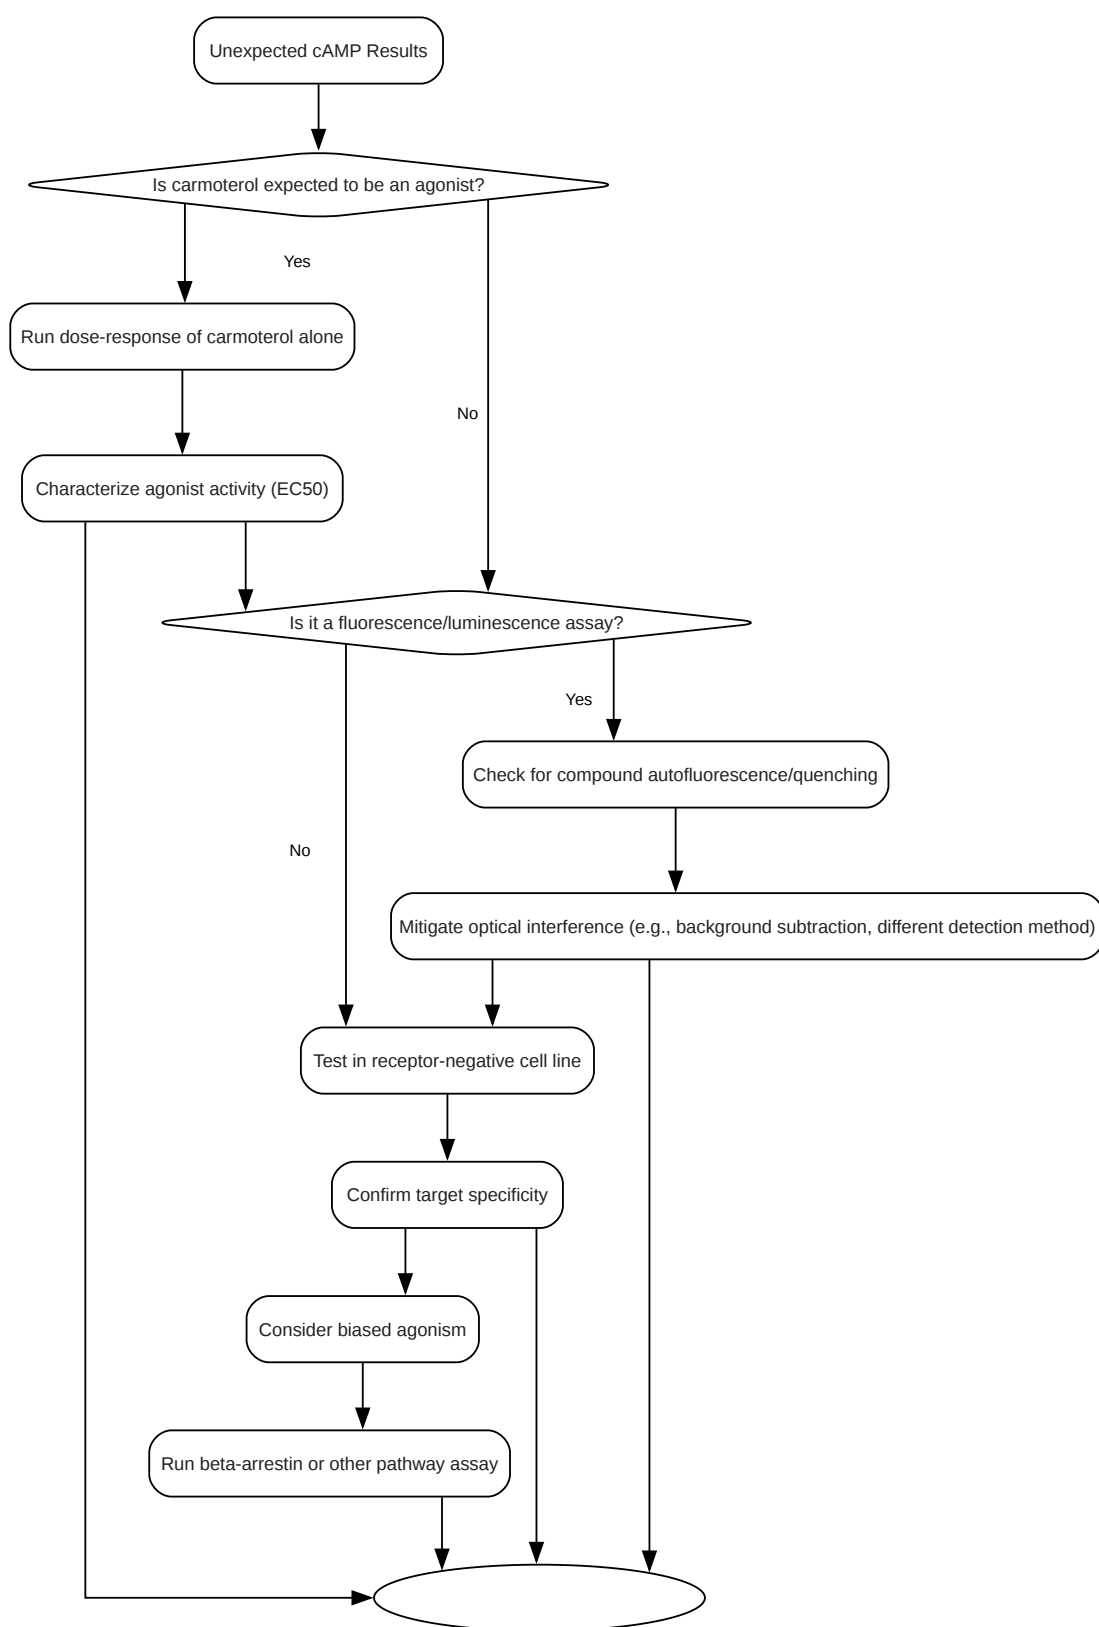 Unexpected cAMP Results
Is carmoterol expected to be an agonist?
Yes
Run dose-response of carmoterol alone
No
Characterize agonist activity (EC50)
Is it a fluorescence/luminescence assay?
Yes
Check for compound autofluorescence/quenching
No
Mitigate optical interference (e.g., background subtraction, different detection method)
Test in receptor-negative cell line
Confirm target specificity
Consider biased agonism
Run beta-arrestin or other pathway assay